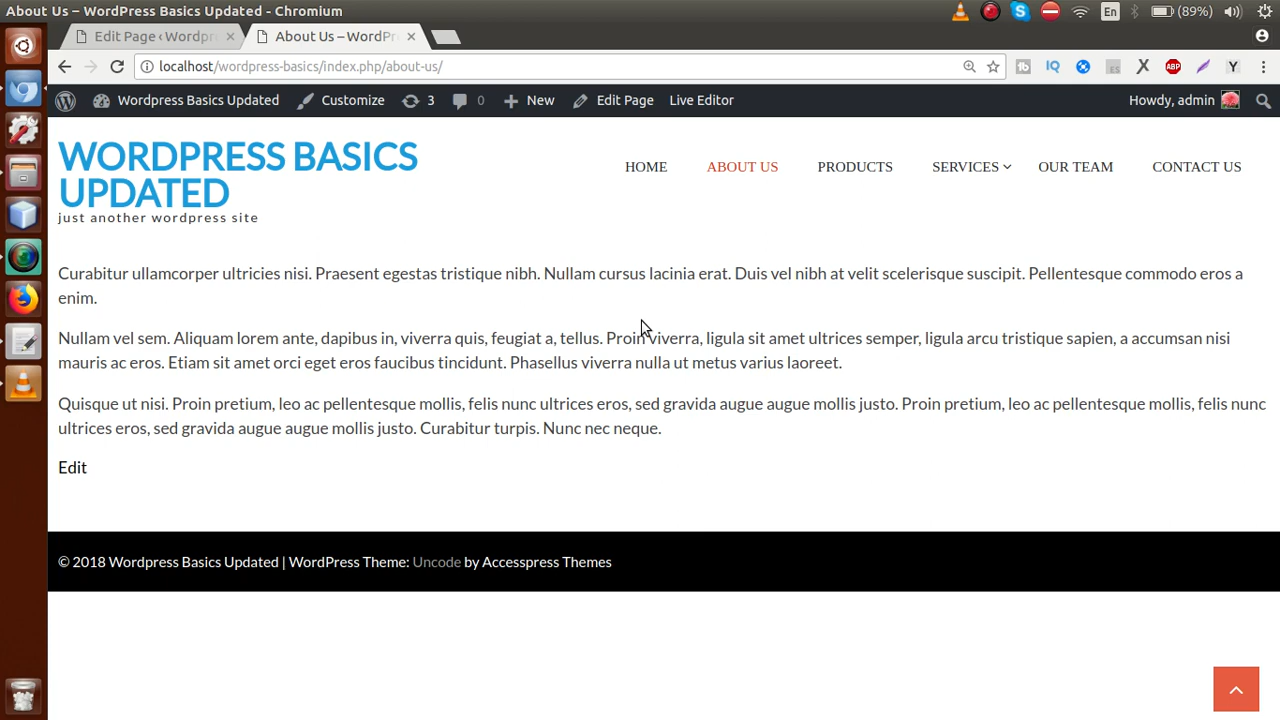 About Us – WordPress Basics Updated - Chromium
En
(89%)
Edit Page ‹ Wordpr
About Us – WordPr
localhost/wordpress-basics/index.php/about-us/
IQ
ES
X
ABP
Y
Wordpress Basics Updated
Customize
3
0
New
Edit Page
Live Editor
Howdy, admin
WORDPRESS BASICS
UPDATED
just another wordpress site
HOME
ABOUT US
PRODUCTS
SERVICES
OUR TEAM
CONTACT US
Curabitur ullamcorper ultricies nisi. Praesent egestas tristique nibh. Nullam cursus lacinia erat. Duis vel nibh at velit scelerisque suscipit. Pellentesque commodo eros a
enim.
Nullam vel sem. Aliquam lorem ante, dapibus in, viverra quis, feugiat a, tellus. Proin viverra, ligula sit amet ultrices semper, ligula arcu tristique sapien, a accumsan nisi
mauris ac eros. Etiam sit amet orci eget eros faucibus tincidunt. Phasellus viverra nulla ut metus varius laoreet.
Quisque ut nisi. Proin pretium, leo ac pellentesque mollis, felis nunc ultrices eros, sed gravida augue augue mollis justo. Proin pretium, leo ac pellentesque mollis, felis nunc
ultrices eros, sed gravida augue augue mollis justo. Curabitur turpis. Nunc nec neque.
Edit
© 2018 Wordpress Basics Updated | WordPress Theme: Uncode by Accesspress Themes